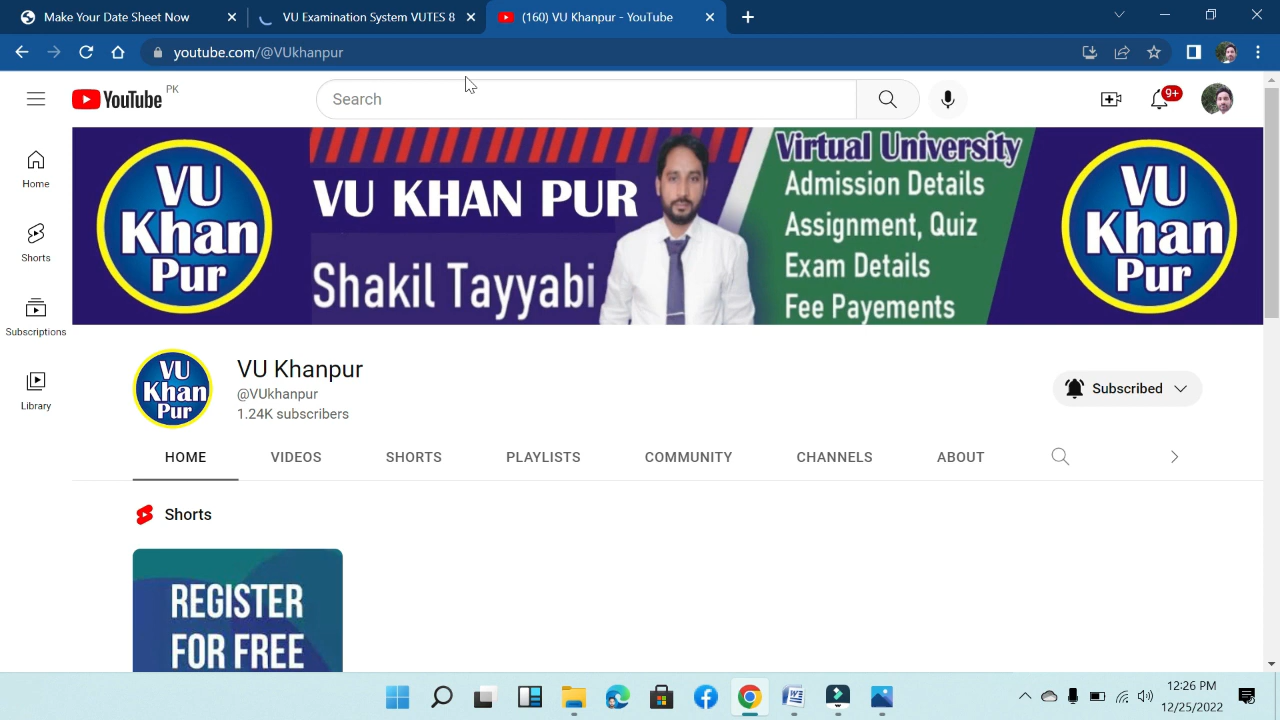 Make Your Date Sheet Now
VU Examination System VUTES 8
(160) VU Khanpur - YouTube
youtube.com/@VUkhanpur
YouTube PK
Search
9+
Home
Shorts
Subscriptions
Library
VU
Khan
Pur
VU KHAN PUR
Shakil Tayyabi
Virtual University
Admission Details
Assignment, Quiz
Exam Details
Fee Payements
VU
Khan
Pur
VU
Khan
Pur
VU Khanpur
@VUkhanpur
1.24K subscribers
Subscribed
HOME VIDEOS SHORTS PLAYLISTS COMMUNITY CHANNELS ABOUT
Shorts
REGISTER
FOR FREE
12:26 PM
12/25/2022